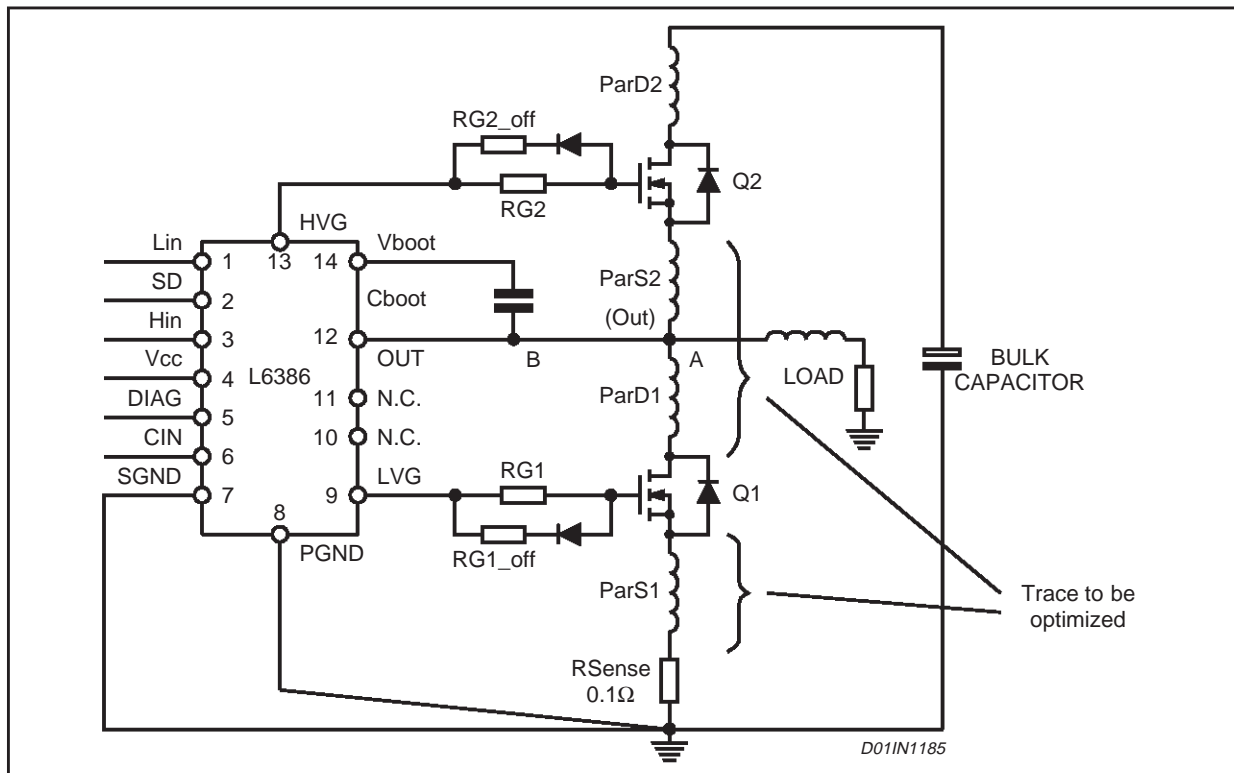 ParD2
RG2_off
RG2
Q2
HVG
Lin
Vboot
1
13
14
SD
ParS2
2
Cboot
Hin
(Out)
3
12
OUT
B
A
Vcc
4
L6386
LOAD
BULK
CAPACITOR
DIAG
11
N.C.
ParD1
5
CIN
10
N.C.
6
SGND
LVG
RG1
Q1
7
9
8
PGND
RG1_off
ParS1
Trace to be
optimized
RSense
0.1Ω
D01IN1185